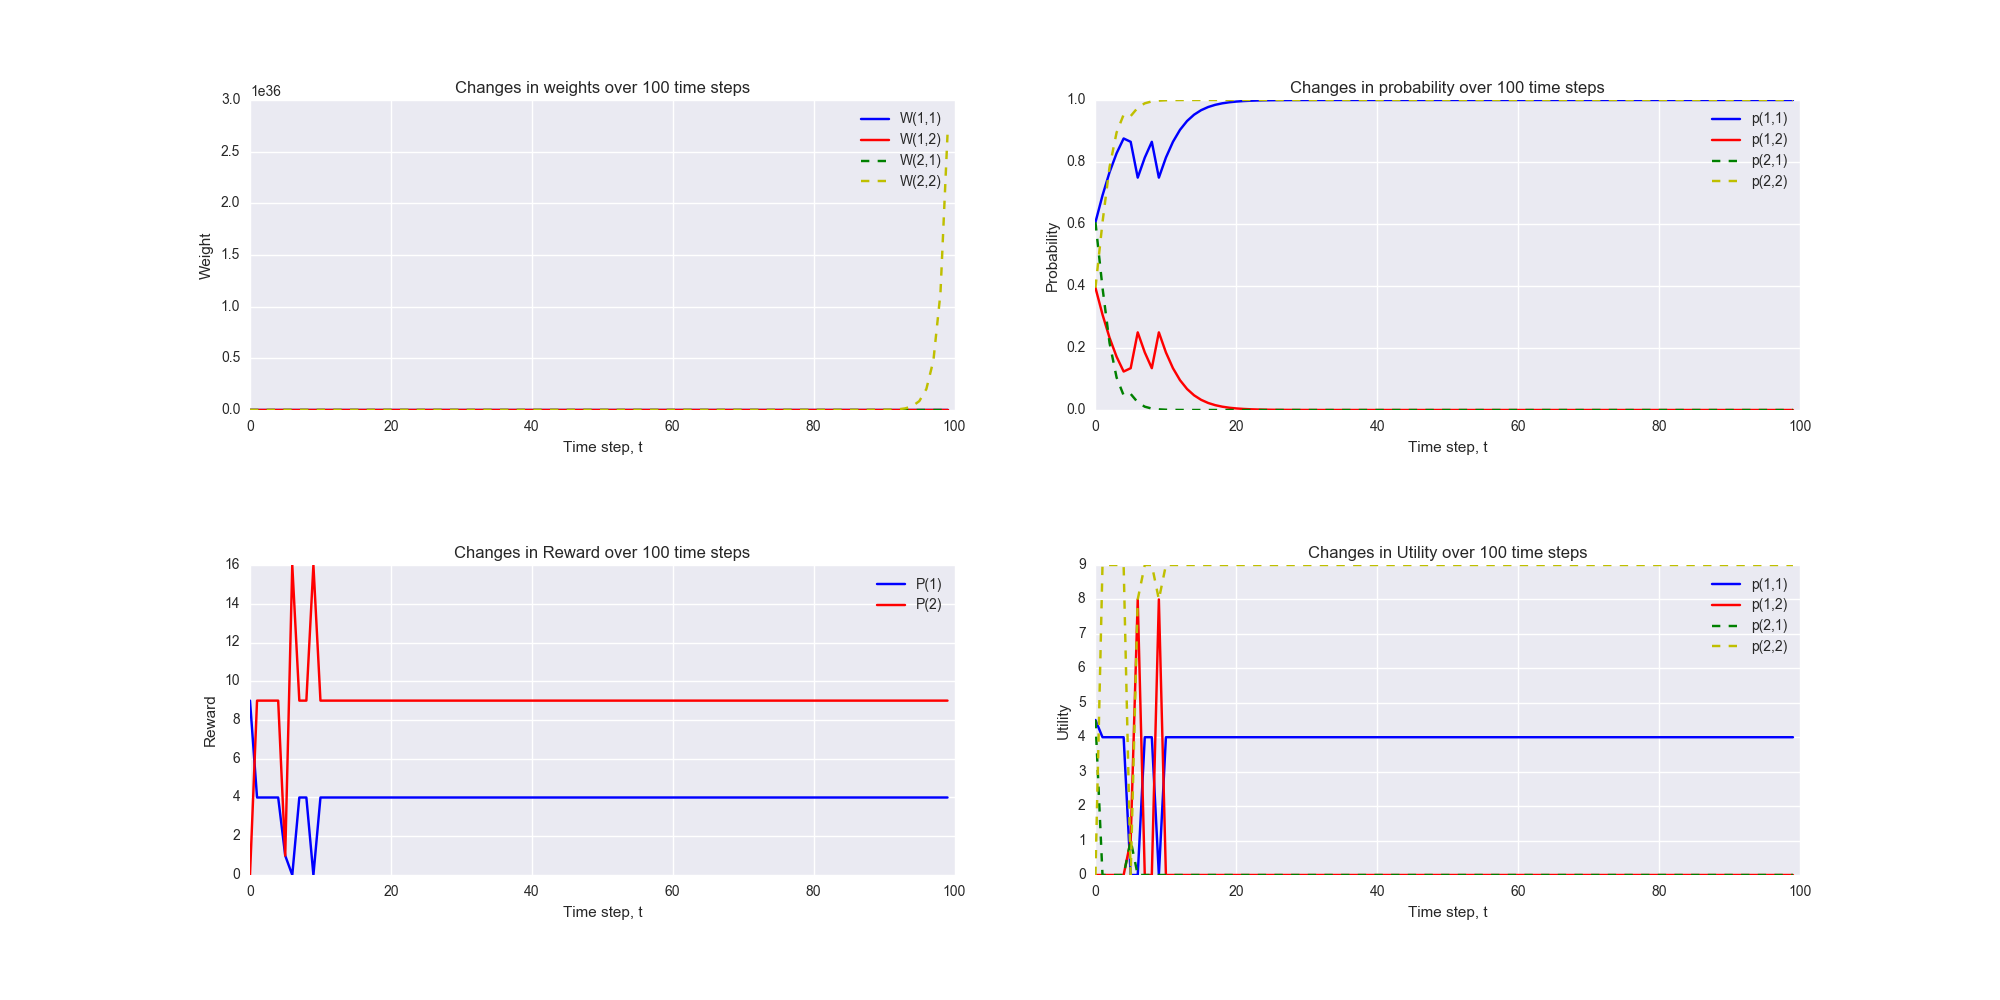 Changes in weights over 100 time steps
1e36
3.0
2.5
2.0
1.5
1.0
0.5
0.0
Weight
0 20 40 60 80 100
Time step, t
W(1,1)
W(1,2)
W(2,1)
W(2,2)
Changes in probability over 100 time steps
1.0
0.8
0.6
0.4
0.2
0.0
Probability
0 20 40 60 80 100
Time step, t
p(1,1)
p(1,2)
p(2,1)
p(2,2)
Changes in Reward over 100 time steps
16
14
12
10
8
6
4
2
0
Reward
0 20 40 60 80 100
Time step, t
P(1)
P(2)
Changes in Utility over 100 time steps
9
8
7
6
5
4
3
2
1
0
Utility
0 20 40 60 80 100
Time step, t
p(1,1)
p(1,2)
p(2,1)
p(2,2)